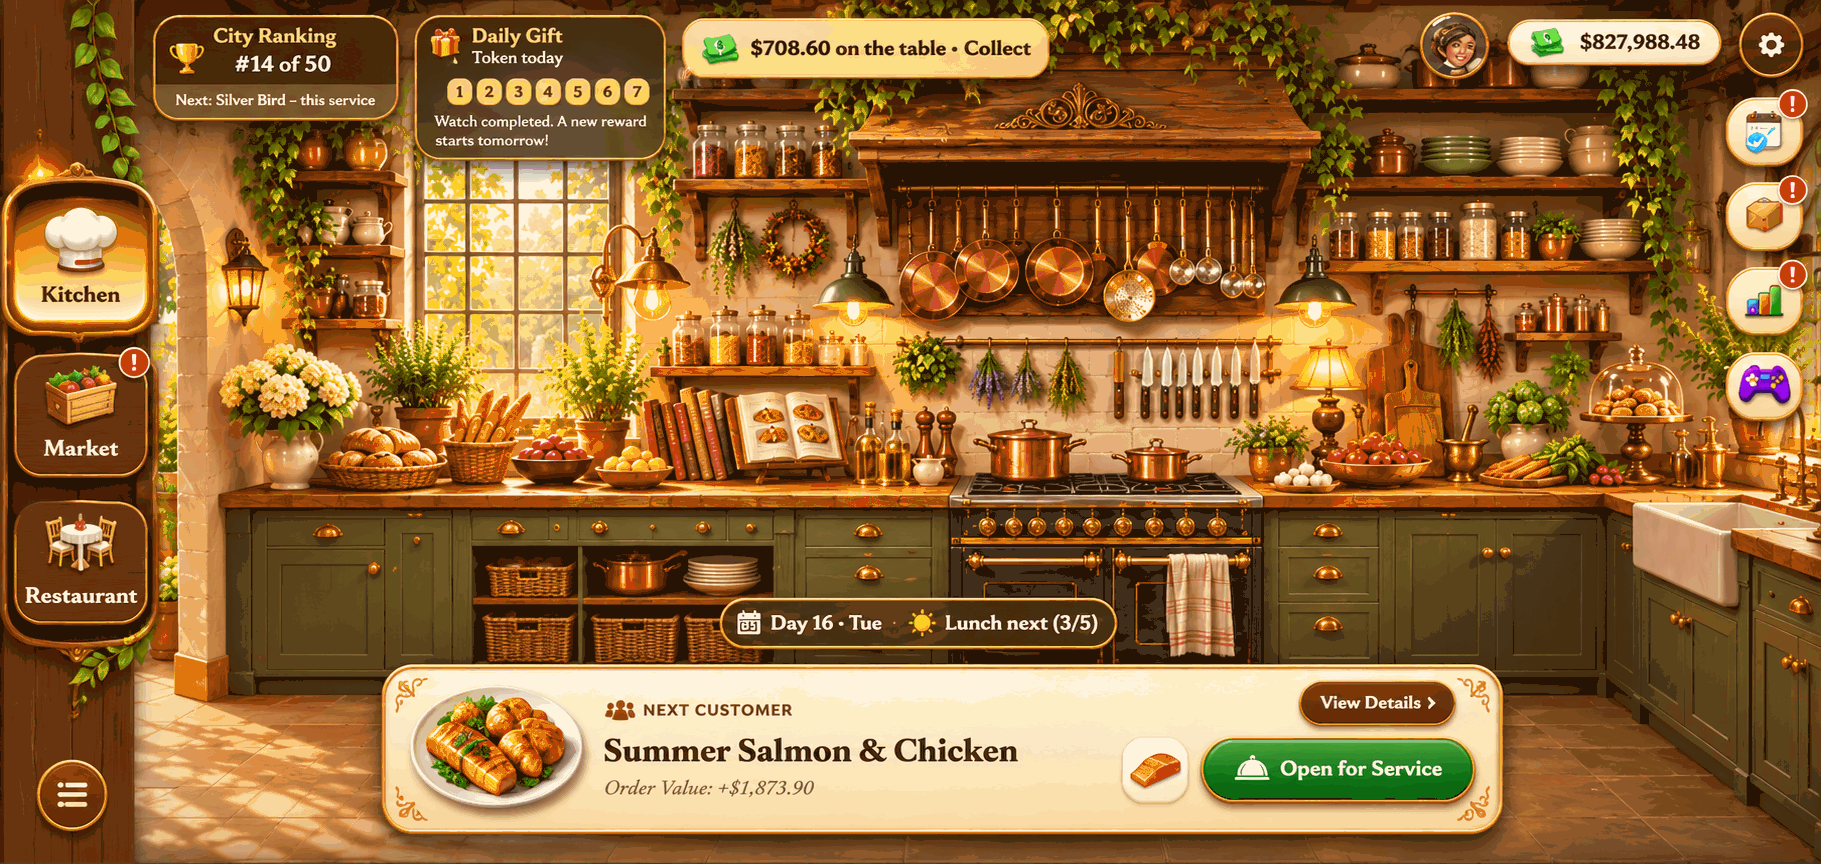 City Ranking
#14 of 50
Next: Silver Bird – this service
Daily Gift
Token today
1 2 3 4 5 6 7
Watch completed. A new reward
starts tomorrow!
$708.60 on the table • Collect
$827,988.48
Kitchen
!
Market
Restaurant
!
!
!
Day 16 • Tue · Lunch next (3/5)
NEXT CUSTOMER
Summer Salmon & Chicken
Order Value: +$1,873.90
View Details ›
Open for Service